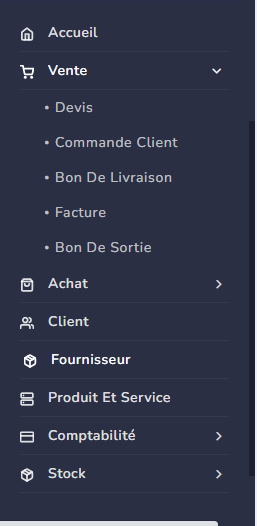 Accueil
Vente
• Devis
• Commande Client
• Bon De Livraison
• Facture
• Bon De Sortie
Achat
Client
Fournisseur
Produit Et Service
Comptabilité
Stock